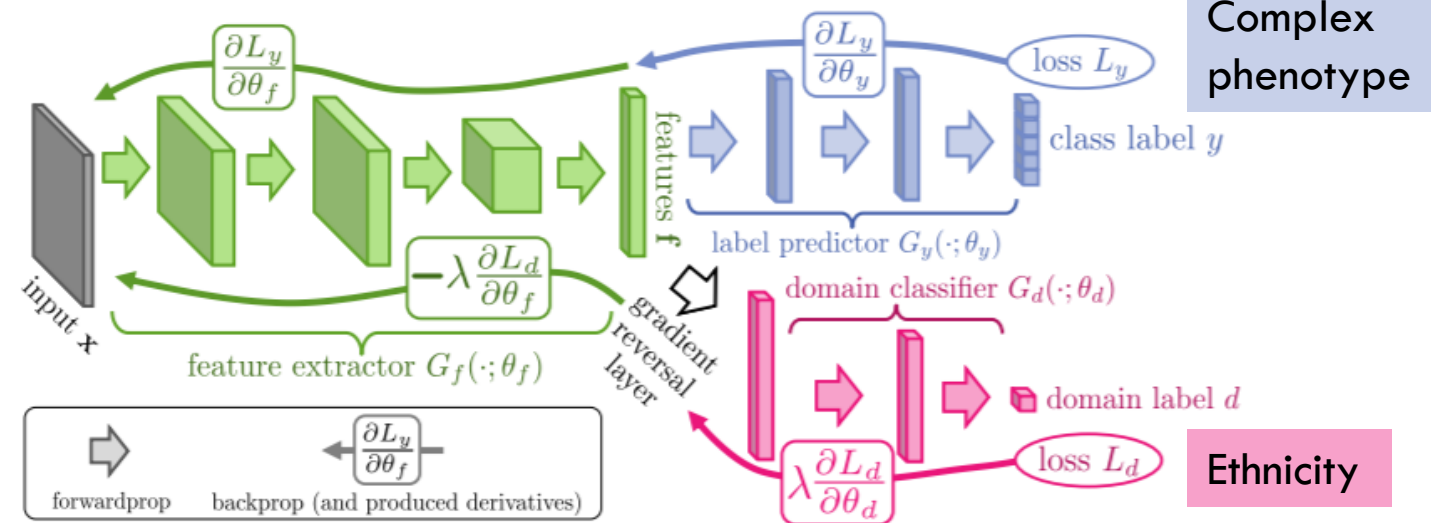 Complex
phenotype
∂L_y
∂θ_f
∂L_y
∂θ_y
loss L_y
features f
class label y
label predictor G_y(·; θ_y)
−λ ∂L_d
∂θ_f
input x
feature extractor G_f(·; θ_f)
gradient
reversal
layer
domain classifier G_d(·; θ_d)
domain label d
λ ∂L_d
∂θ_d
loss L_d
Ethnicity
∂L_y
∂θ_f
forwardprop
backprop (and produced derivatives)